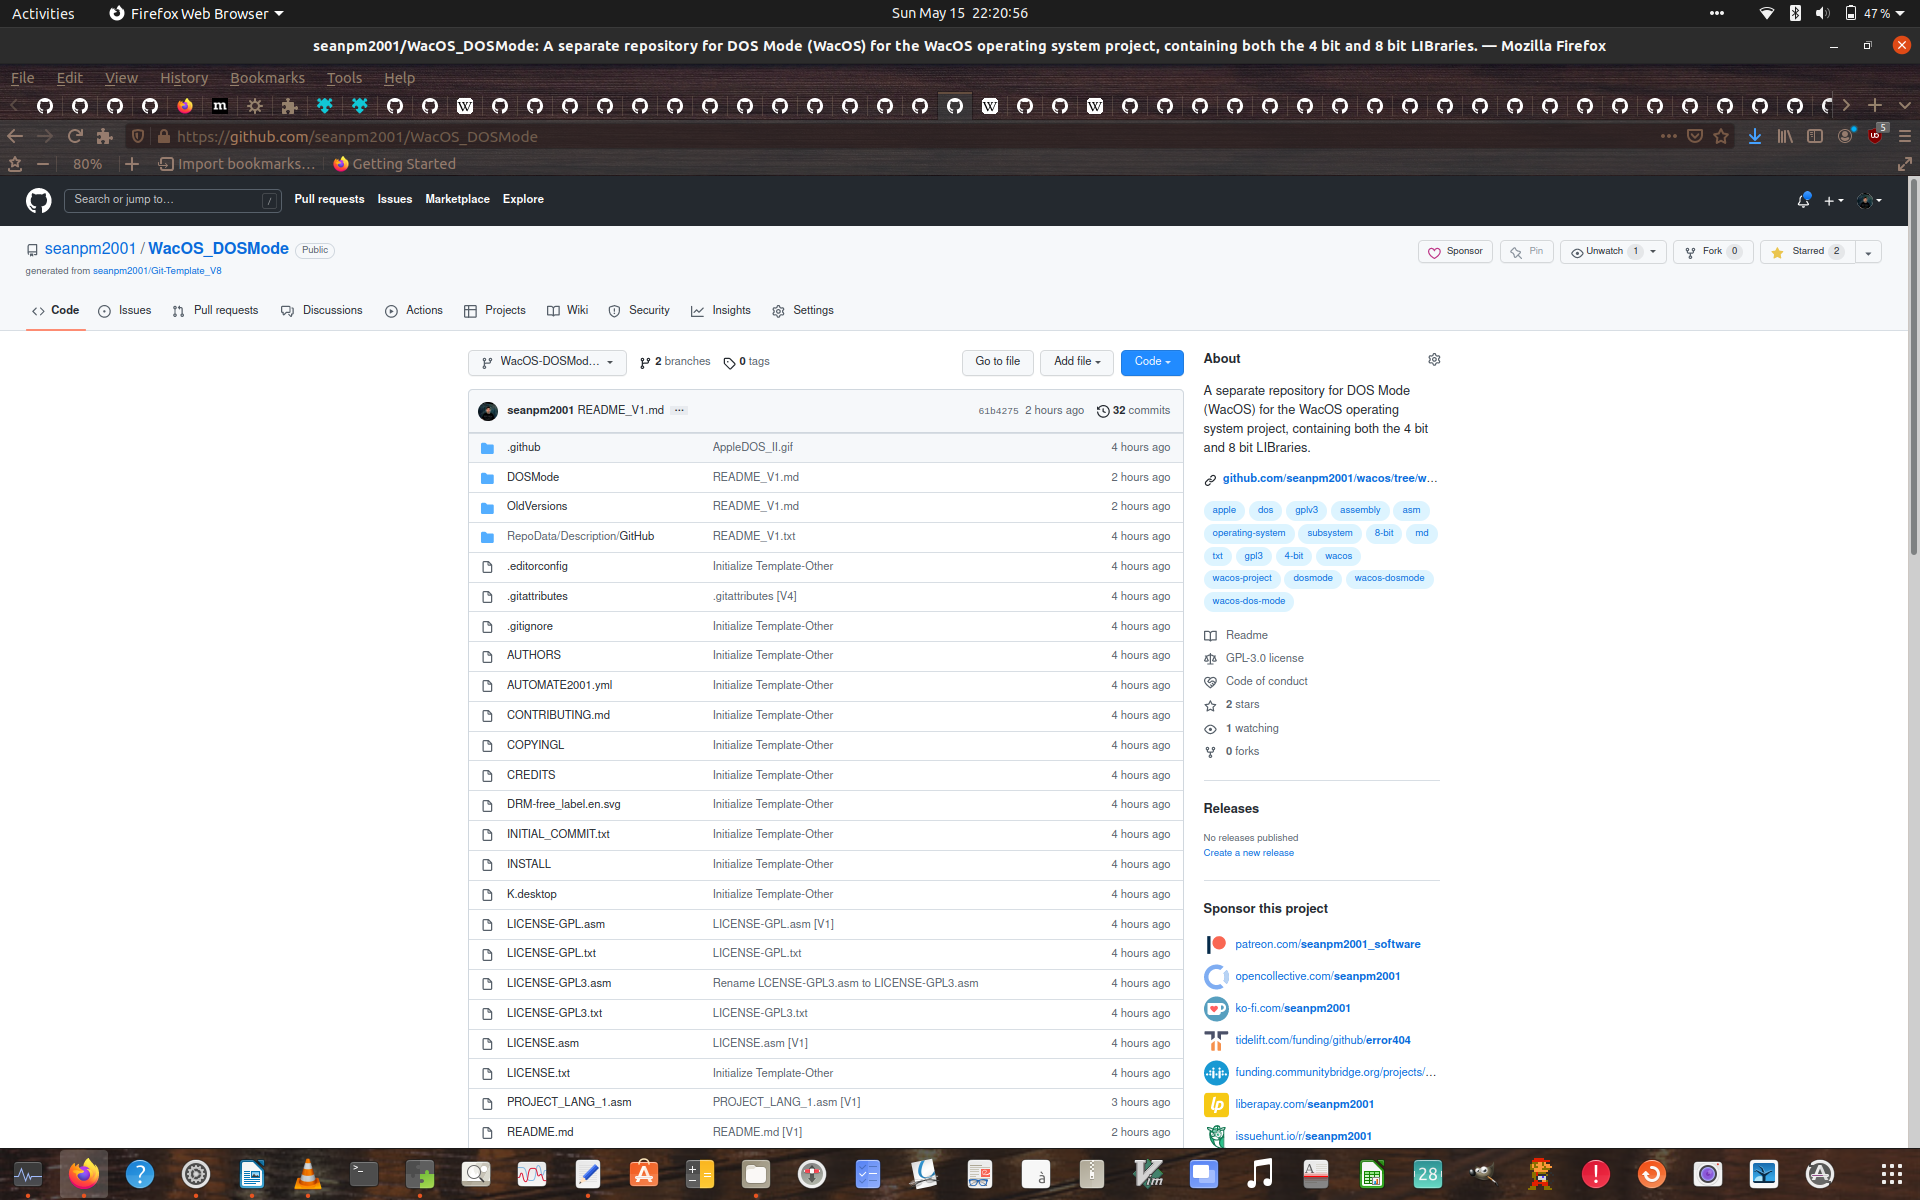 Activities
Firefox Web Browser
Sun May 15 22:20:56
47 %
seanpm2001/WacOS_DOSMode: A separate repository for DOS Mode (WacOS) for the WacOS operating system project, containing both the 4 bit and 8 bit LIBraries. — Mozilla Firefox
File Edit View History Bookmarks Tools Help
https://github.com/seanpm2001/WacOS_DOSMode
5
80%
Import bookmarks...
Getting Started
Search or jump to...
/
Pull requests Issues Marketplace Explore
seanpm2001 / WacOS_DOSMode Public
generated from seanpm2001/Git-Template_V8
Sponsor
Pin
Unwatch 1
Fork 0
Starred 2
Code Issues Pull requests Discussions Actions Projects Wiki Security Insights Settings
WacOS-DOSMod...
2 branches
0 tags
Go to file
Add file
Code
seanpm2001 README_V1.md ...
61b4275 2 hours ago
32 commits
.github AppleDOS_II.gif 4 hours ago
DOSMode README_V1.md 2 hours ago
OldVersions README_V1.md 2 hours ago
RepoData/Description/GitHub README_V1.txt 4 hours ago
.editorconfig Initialize Template-Other 4 hours ago
.gitattributes .gitattributes [V4] 4 hours ago
.gitignore Initialize Template-Other 4 hours ago
AUTHORS Initialize Template-Other 4 hours ago
AUTOMATE2001.yml Initialize Template-Other 4 hours ago
CONTRIBUTING.md Initialize Template-Other 4 hours ago
COPYINGL Initialize Template-Other 4 hours ago
CREDITS Initialize Template-Other 4 hours ago
DRM-free_label.en.svg Initialize Template-Other 4 hours ago
INITIAL_COMMIT.txt Initialize Template-Other 4 hours ago
INSTALL Initialize Template-Other 4 hours ago
K.desktop Initialize Template-Other 4 hours ago
LICENSE-GPL.asm LICENSE-GPL.asm [V1] 4 hours ago
LICENSE-GPL.txt LICENSE-GPL.txt 4 hours ago
LICENSE-GPL3.asm Rename LCENSE-GPL3.asm to LICENSE-GPL3.asm 4 hours ago
LICENSE-GPL3.txt LICENSE-GPL3.txt 4 hours ago
LICENSE.asm LICENSE.asm [V1] 4 hours ago
LICENSE.txt Initialize Template-Other 4 hours ago
PROJECT_LANG_1.asm PROJECT_LANG_1.asm [V1] 3 hours ago
README.md README.md [V1] 2 hours ago
About
A separate repository for DOS Mode
(WacOS) for the WacOS operating
system project, containing both the 4 bit
and 8 bit LIBraries.
github.com/seanpm2001/wacos/tree/w...
apple dos gplv3 assembly asm
operating-system subsystem 8-bit md
txt gpl3 4-bit wacos
wacos-project dosmode wacos-dosmode
wacos-dos-mode
Readme
GPL-3.0 license
Code of conduct
2 stars
1 watching
0 forks
Releases
No releases published
Create a new release
Sponsor this project
patreon.com/seanpm2001_software
opencollective.com/seanpm2001
ko-fi.com/seanpm2001
tidelift.com/funding/github/error404
funding.communitybridge.org/projects/...
liberapay.com/seanpm2001
issuehunt.io/r/seanpm2001
28